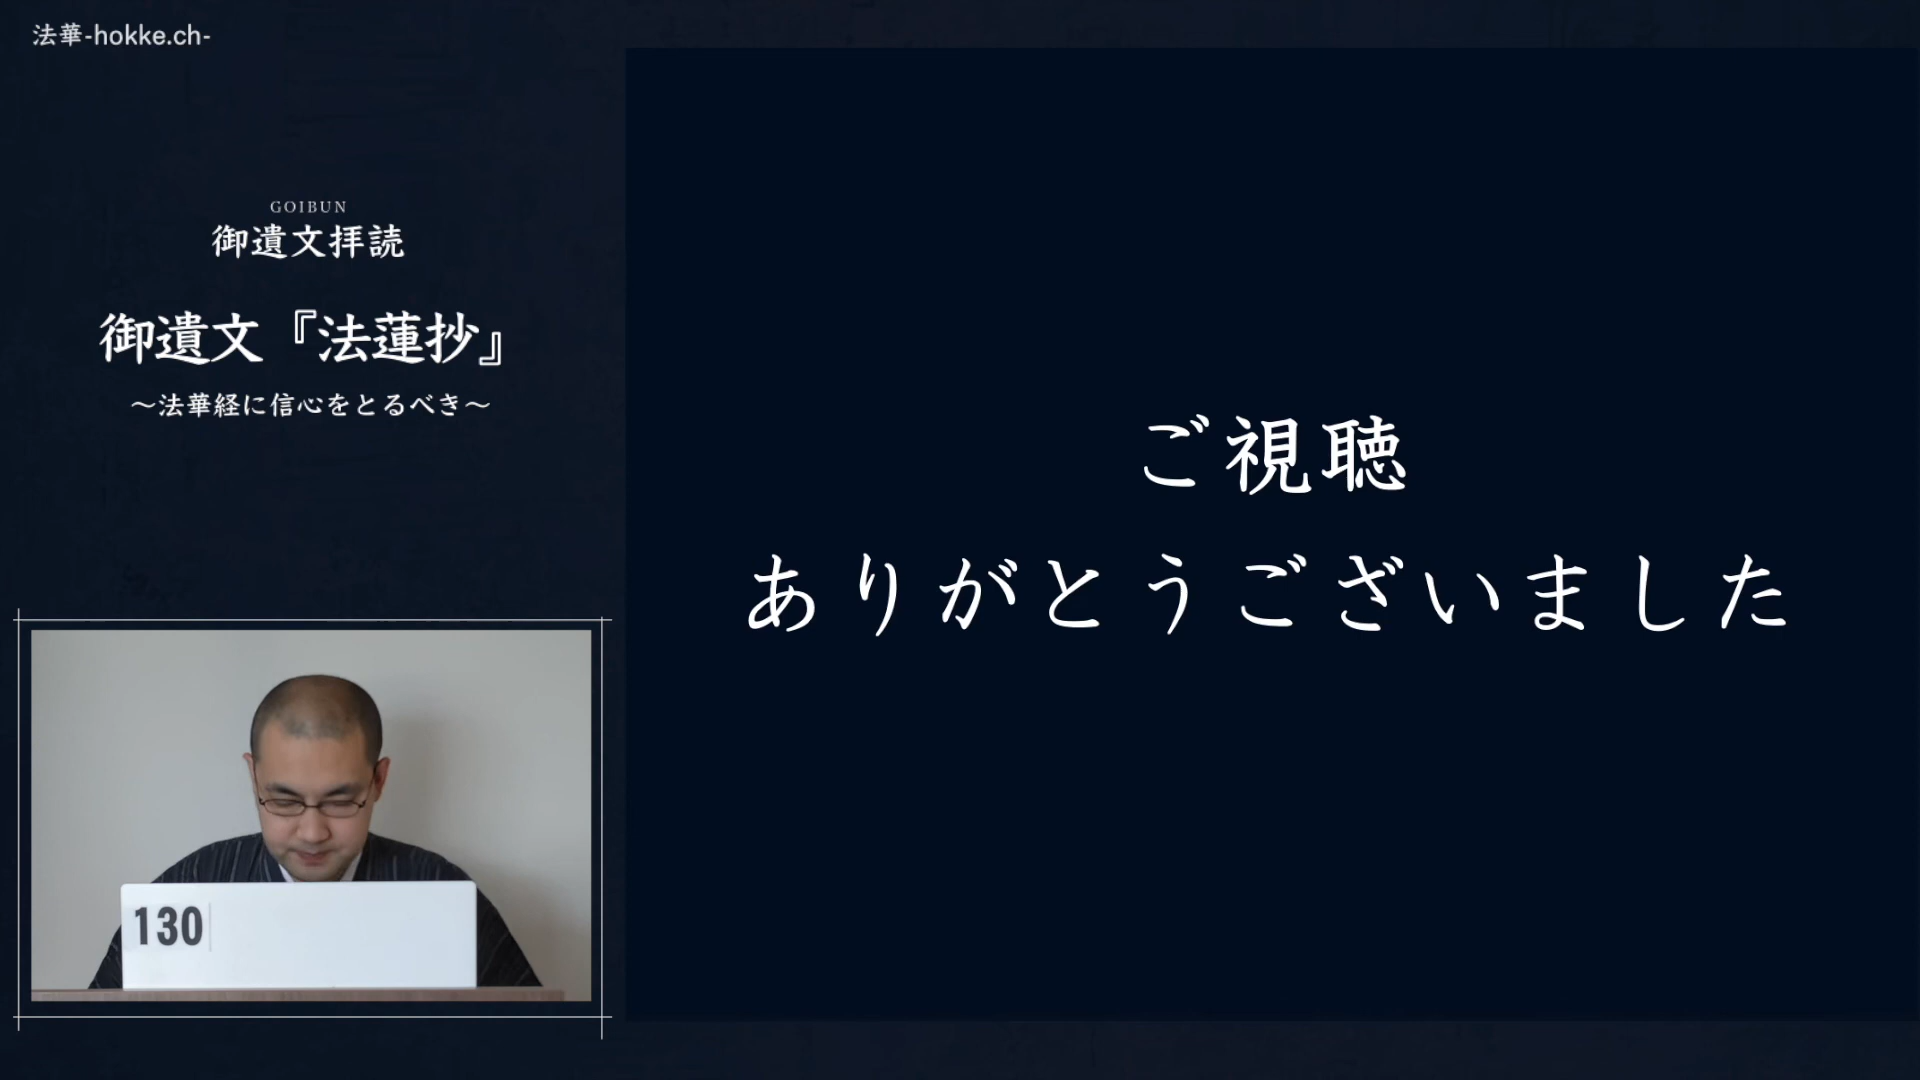 法華-hokke.ch-
GOIBUN
御遺文拝読
御遺文『法蓮抄』
～法華経に信心をとるべき～
130
ご視聴
ありがとうございました